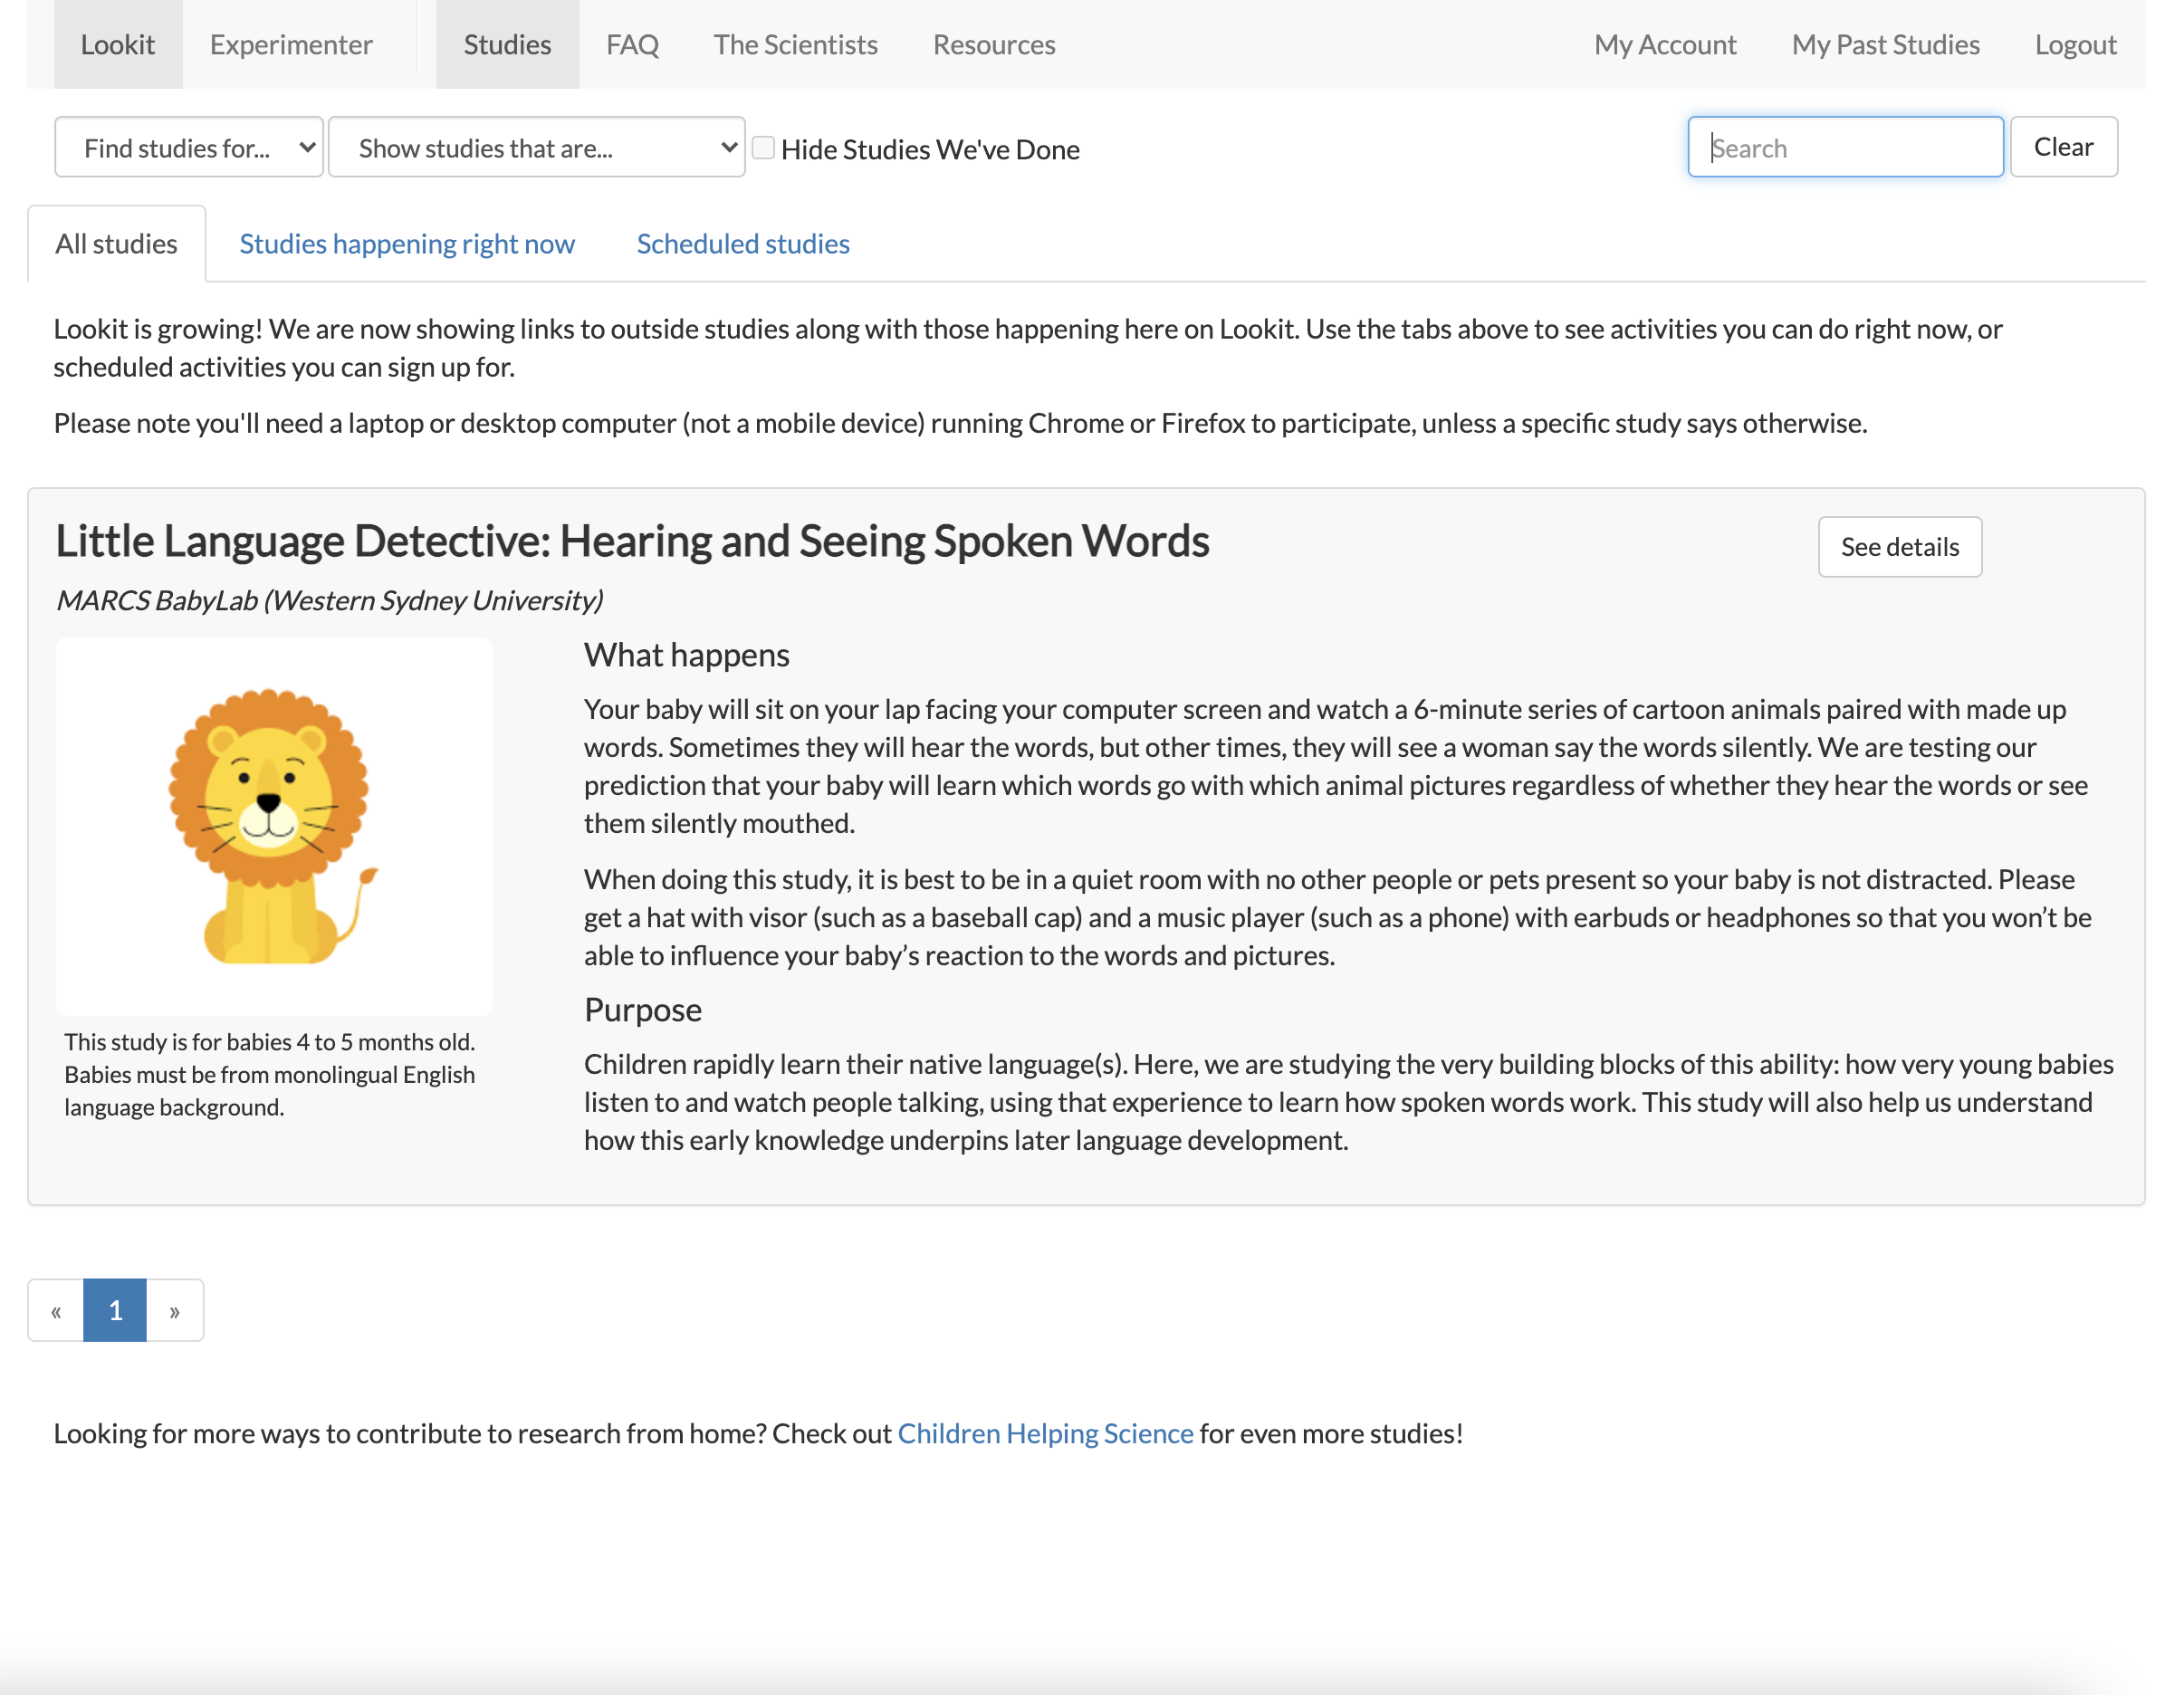 Lookit Experimenter Studies FAQ The Scientists Resources My Account My Past Studies Logout
Find studies for... Show studies that are... Hide Studies We've Done Search Clear
All studies Studies happening right now Scheduled studies
Lookit is growing! We are now showing links to outside studies along with those happening here on Lookit. Use the tabs above to see activities you can do right now, or
scheduled activities you can sign up for.
Please note you'll need a laptop or desktop computer (not a mobile device) running Chrome or Firefox to participate, unless a specific study says otherwise.
Little Language Detective: Hearing and Seeing Spoken Words
See details
MARCS BabyLab (Western Sydney University)
This study is for babies 4 to 5 months old.
Babies must be from monolingual English
language background.
What happens
Your baby will sit on your lap facing your computer screen and watch a 6-minute series of cartoon animals paired with made up
words. Sometimes they will hear the words, but other times, they will see a woman say the words silently. We are testing our
prediction that your baby will learn which words go with which animal pictures regardless of whether they hear the words or see
them silently mouthed.
When doing this study, it is best to be in a quiet room with no other people or pets present so your baby is not distracted. Please
get a hat with visor (such as a baseball cap) and a music player (such as a phone) with earbuds or headphones so that you won’t be
able to influence your baby’s reaction to the words and pictures.
Purpose
Children rapidly learn their native language(s). Here, we are studying the very building blocks of this ability: how very young babies
listen to and watch people talking, using that experience to learn how spoken words work. This study will also help us understand
how this early knowledge underpins later language development.
« 1 »
Looking for more ways to contribute to research from home? Check out Children Helping Science for even more studies!